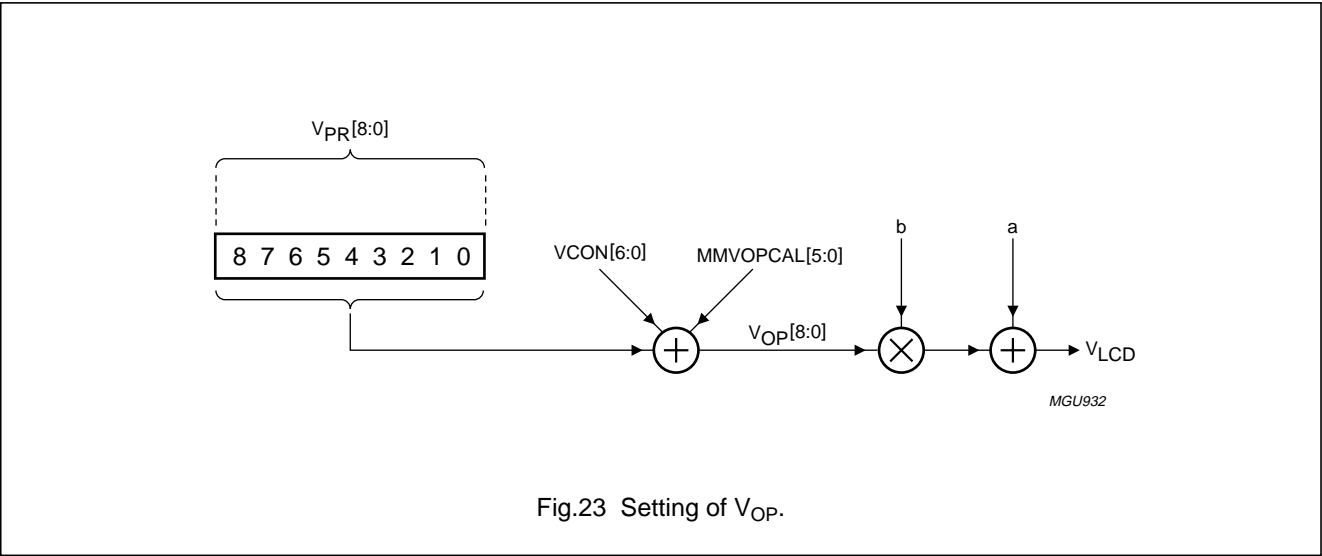 VPR[8:0]
8 7 6 5 4 3 2 1 0
VCON[6:0]
MMVOPCAL[5:0]
VOP[8:0]
b
a
VLCD
MGU932
Fig.23 Setting of VOP.